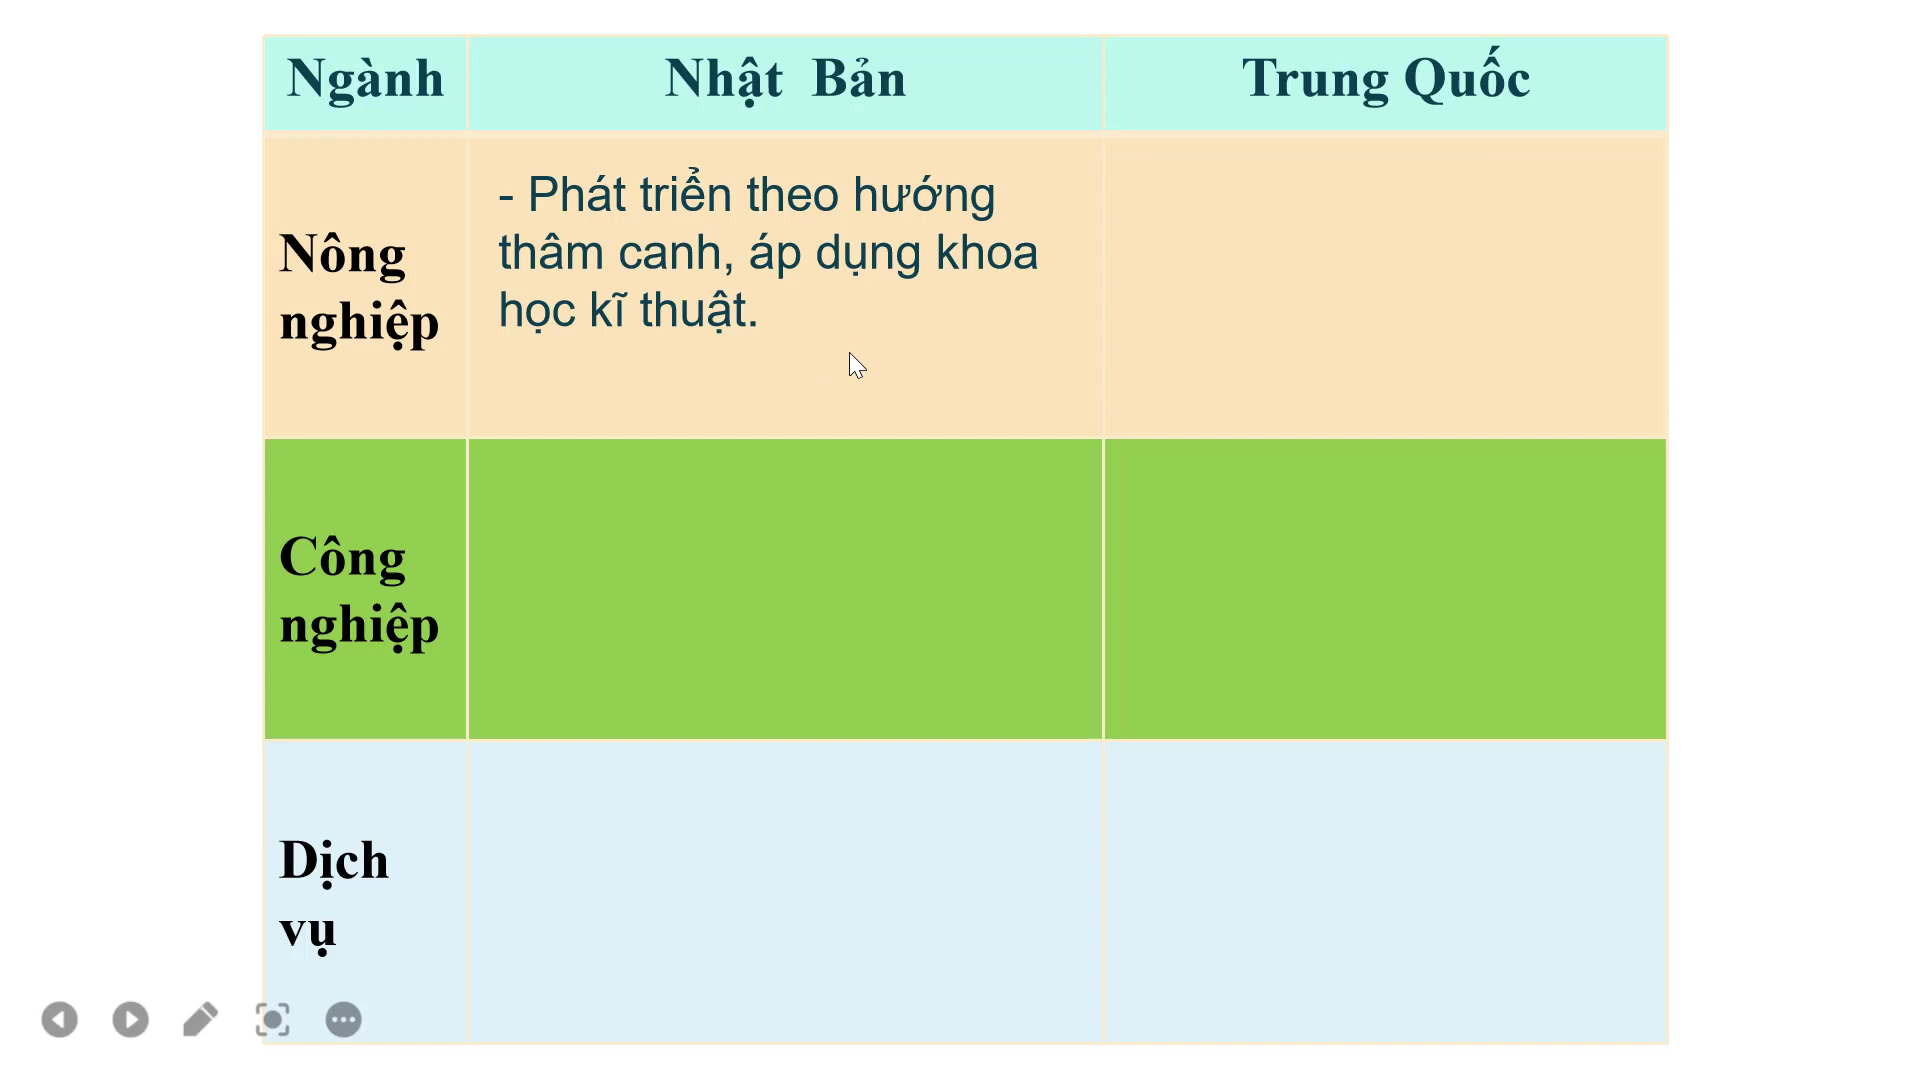 Ngành
Nhật Bản
Trung Quốc
Nông
nghiệp
- Phát triển theo hướng
thâm canh, áp dụng khoa
học kĩ thuật.
Công
nghiệp
Dịch
vụ